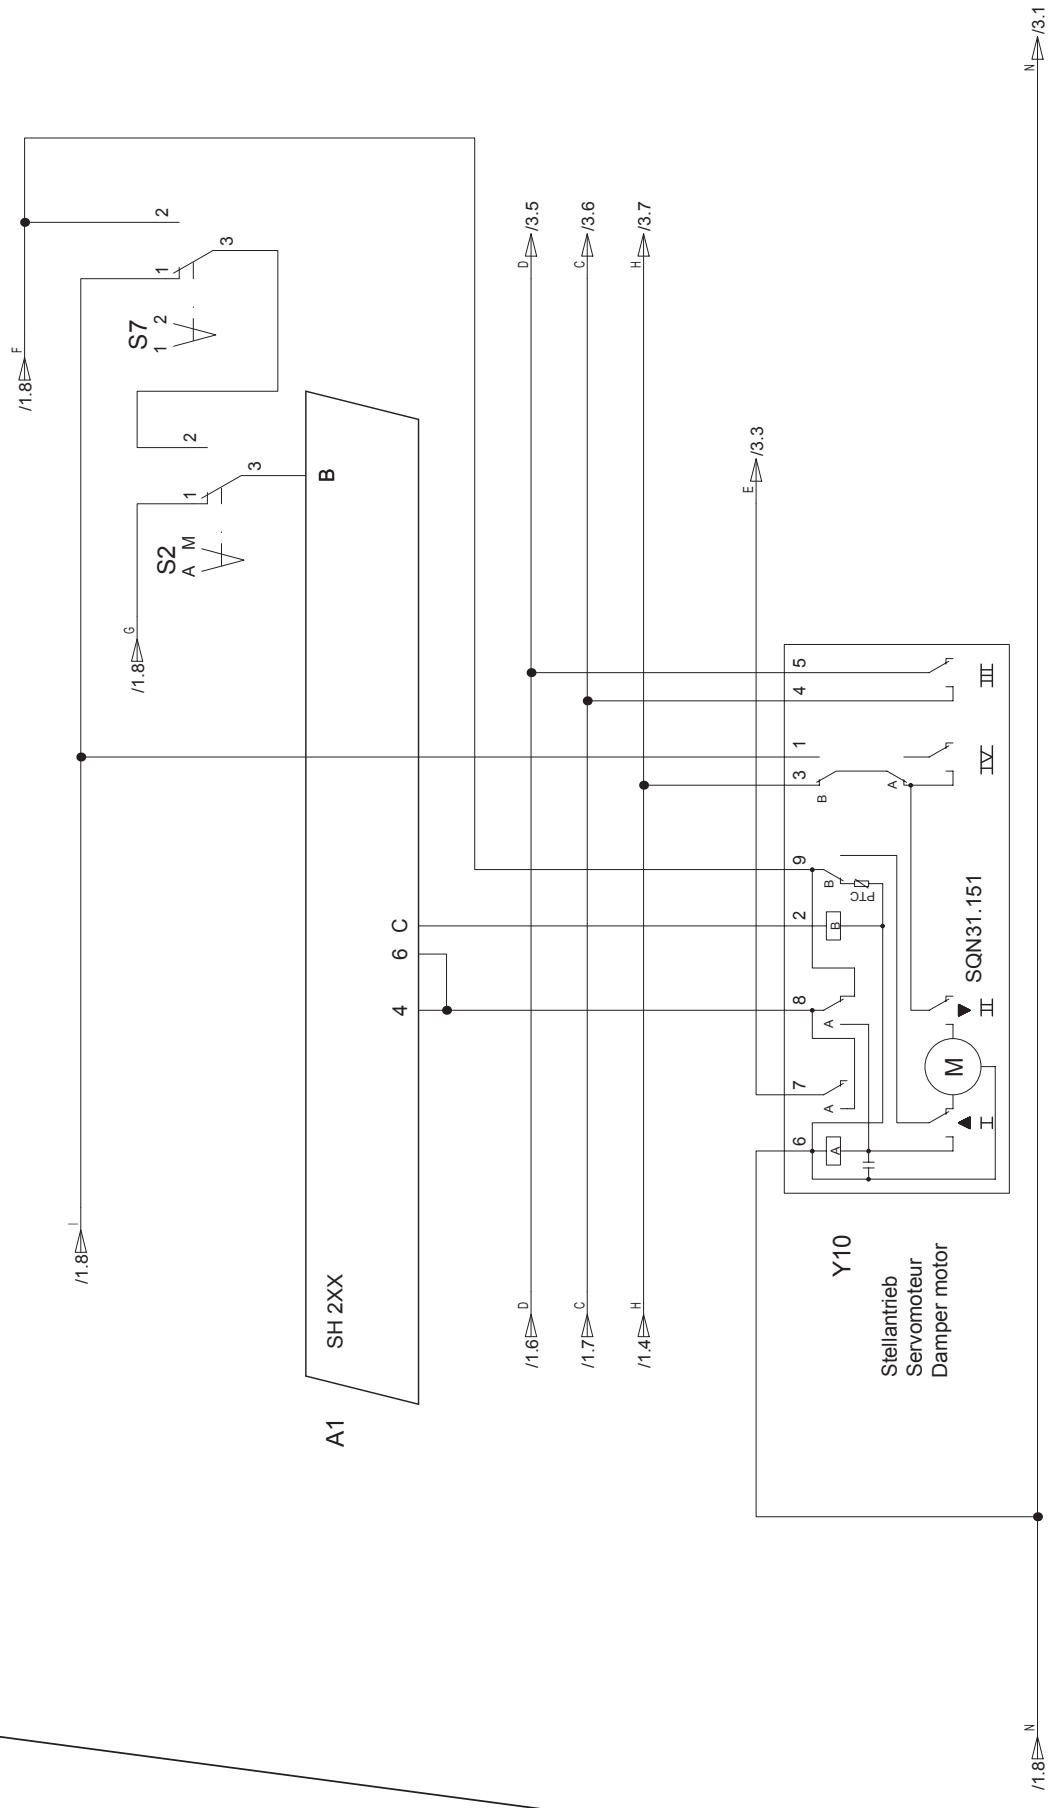 /1.8 F
/1.8 I
S7
1 2
1
2
3
/1.8 G
S2
A M
1
2
3
A1
SH 2XX
B
4 6 C
/1.6 D
D /3.5
/1.7 C
C /3.6
/1.4 H
H /3.7
E /3.3
Y10
Stellantrieb
Servomoteur
Damper motor
6 7 8 2 9 3 1 4 5
A A A B B PTC B A
M
I II IV III
SQN31.151
/1.8 N
N /3.1